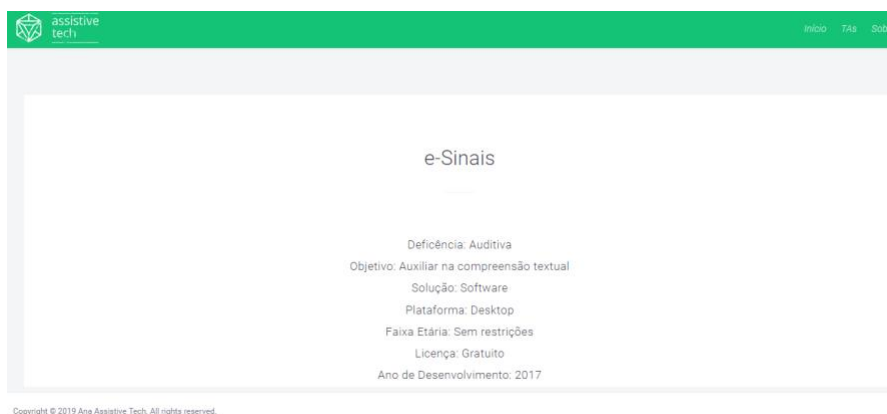 assistive
tech
Início TAs Sob
e-Sinais
Deficência: Auditiva
Objetivo: Auxiliar na compreensão textual
Solução: Software
Plataforma: Desktop
Faixa Etária: Sem restrições
Licença: Gratuito
Ano de Desenvolvimento: 2017
Copyright © 2019 Ana Assistive Tech. All rights reserved.